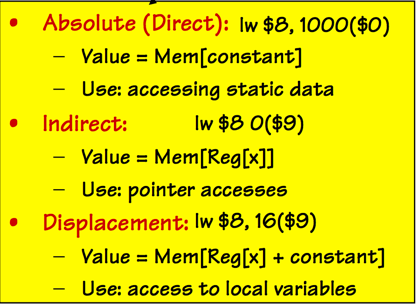 • Absolute (Direct): lw $8, 1000($0)
– Value = Mem[constant]
– Use: accessing static data
• Indirect: lw $8 0($9)
– Value = Mem[Reg[x]]
– Use: pointer accesses
• Displacement: lw $8, 16($9)
– Value = Mem[Reg[x] + constant]
– Use: access to local variables